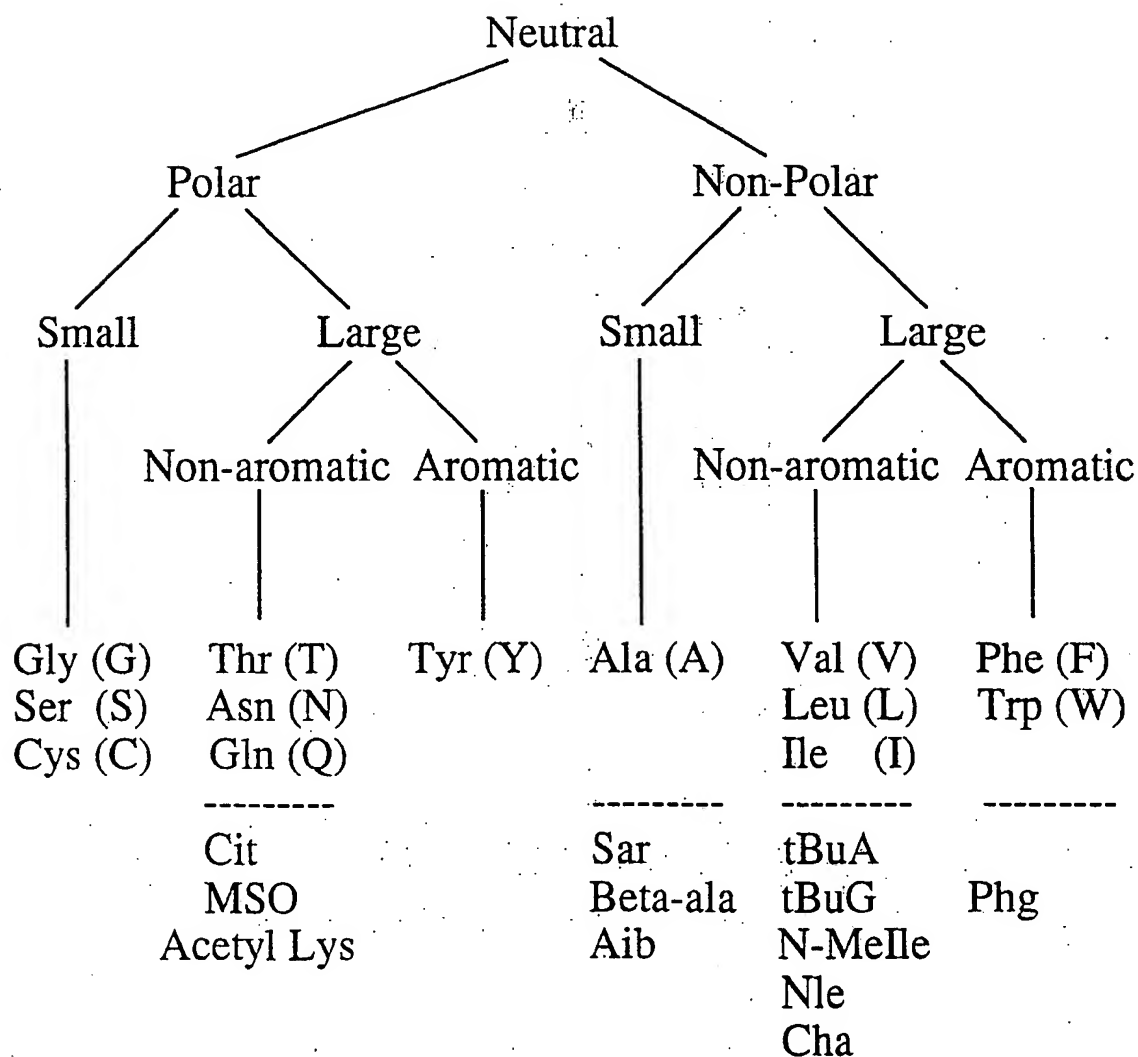 Neutral
Polar Non-Polar
Small Large Small Large
Non-aromatic Aromatic Non-aromatic Aromatic
Gly (G) Thr (T) Tyr (Y) Ala (A) Val (V) Phe (F)
Ser (S) Asn (N) Leu (L) Trp (W)
Cys (C) Gln (Q) Ile (I)
--------- --------- --------- ---------
Cit Sar tBuA
MSO Beta-ala tBuG Phg
Acetyl Lys Aib N-MeIle
Nle
Cha